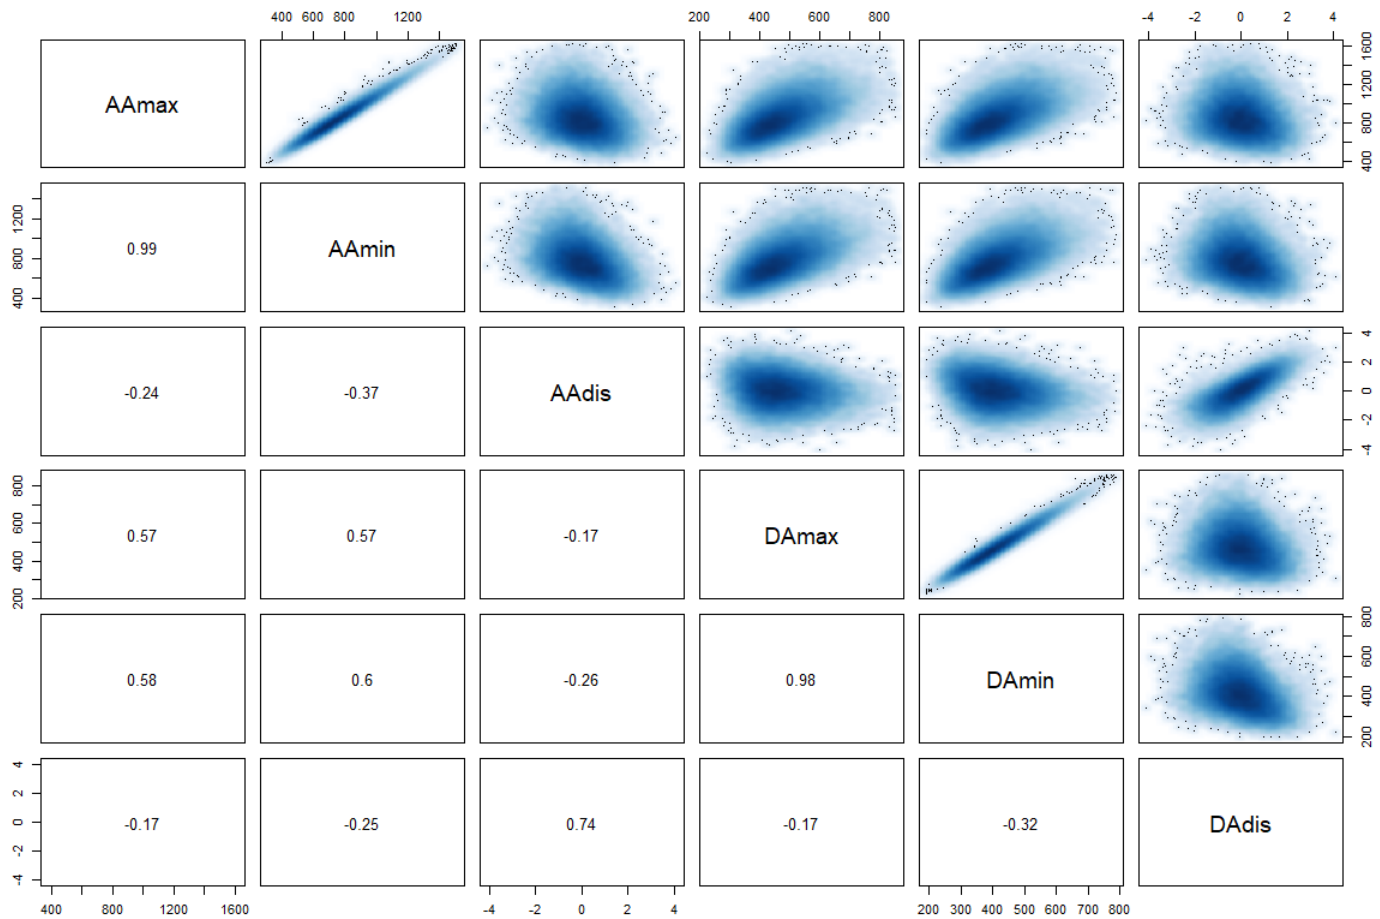 400 600 800 1200 200 400 600 800 -4 -2 0 2 4
AAmax 400 800 1200 1600
400 800 1200 0.99 AAmin
-0.24 -0.37 AAdis -4 -2 0 2 4
200 400 600 800 0.57 0.57 -0.17 DAmax
0.58 0.6 -0.26 0.98 DAmin 200 400 600 800
-4 -2 0 2 4 -0.17 -0.25 0.74 -0.17 -0.32 DAdis
400 800 1200 1600 -4 -2 0 2 4 200 300 400 500 600 700 800